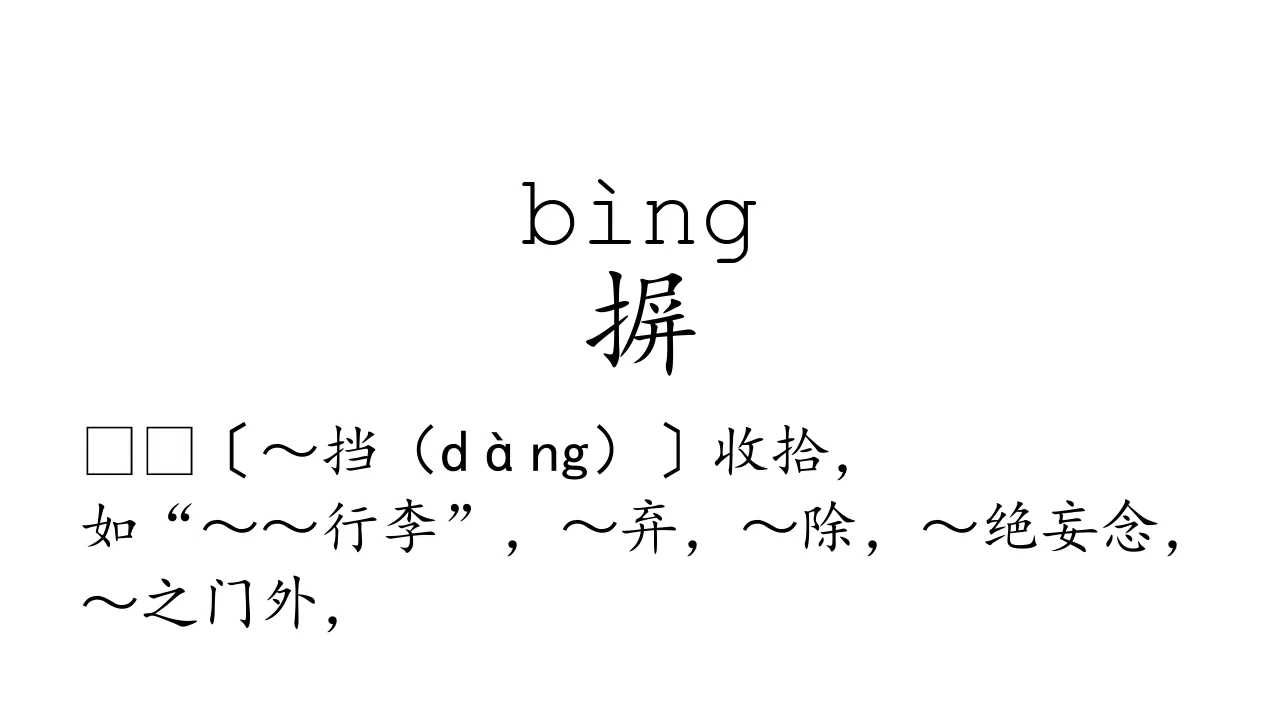 bìng
摒
□□〔～挡（dàng）〕收拾，
如“～～行李”，～弃，～除，～绝妄念，
～之门外，